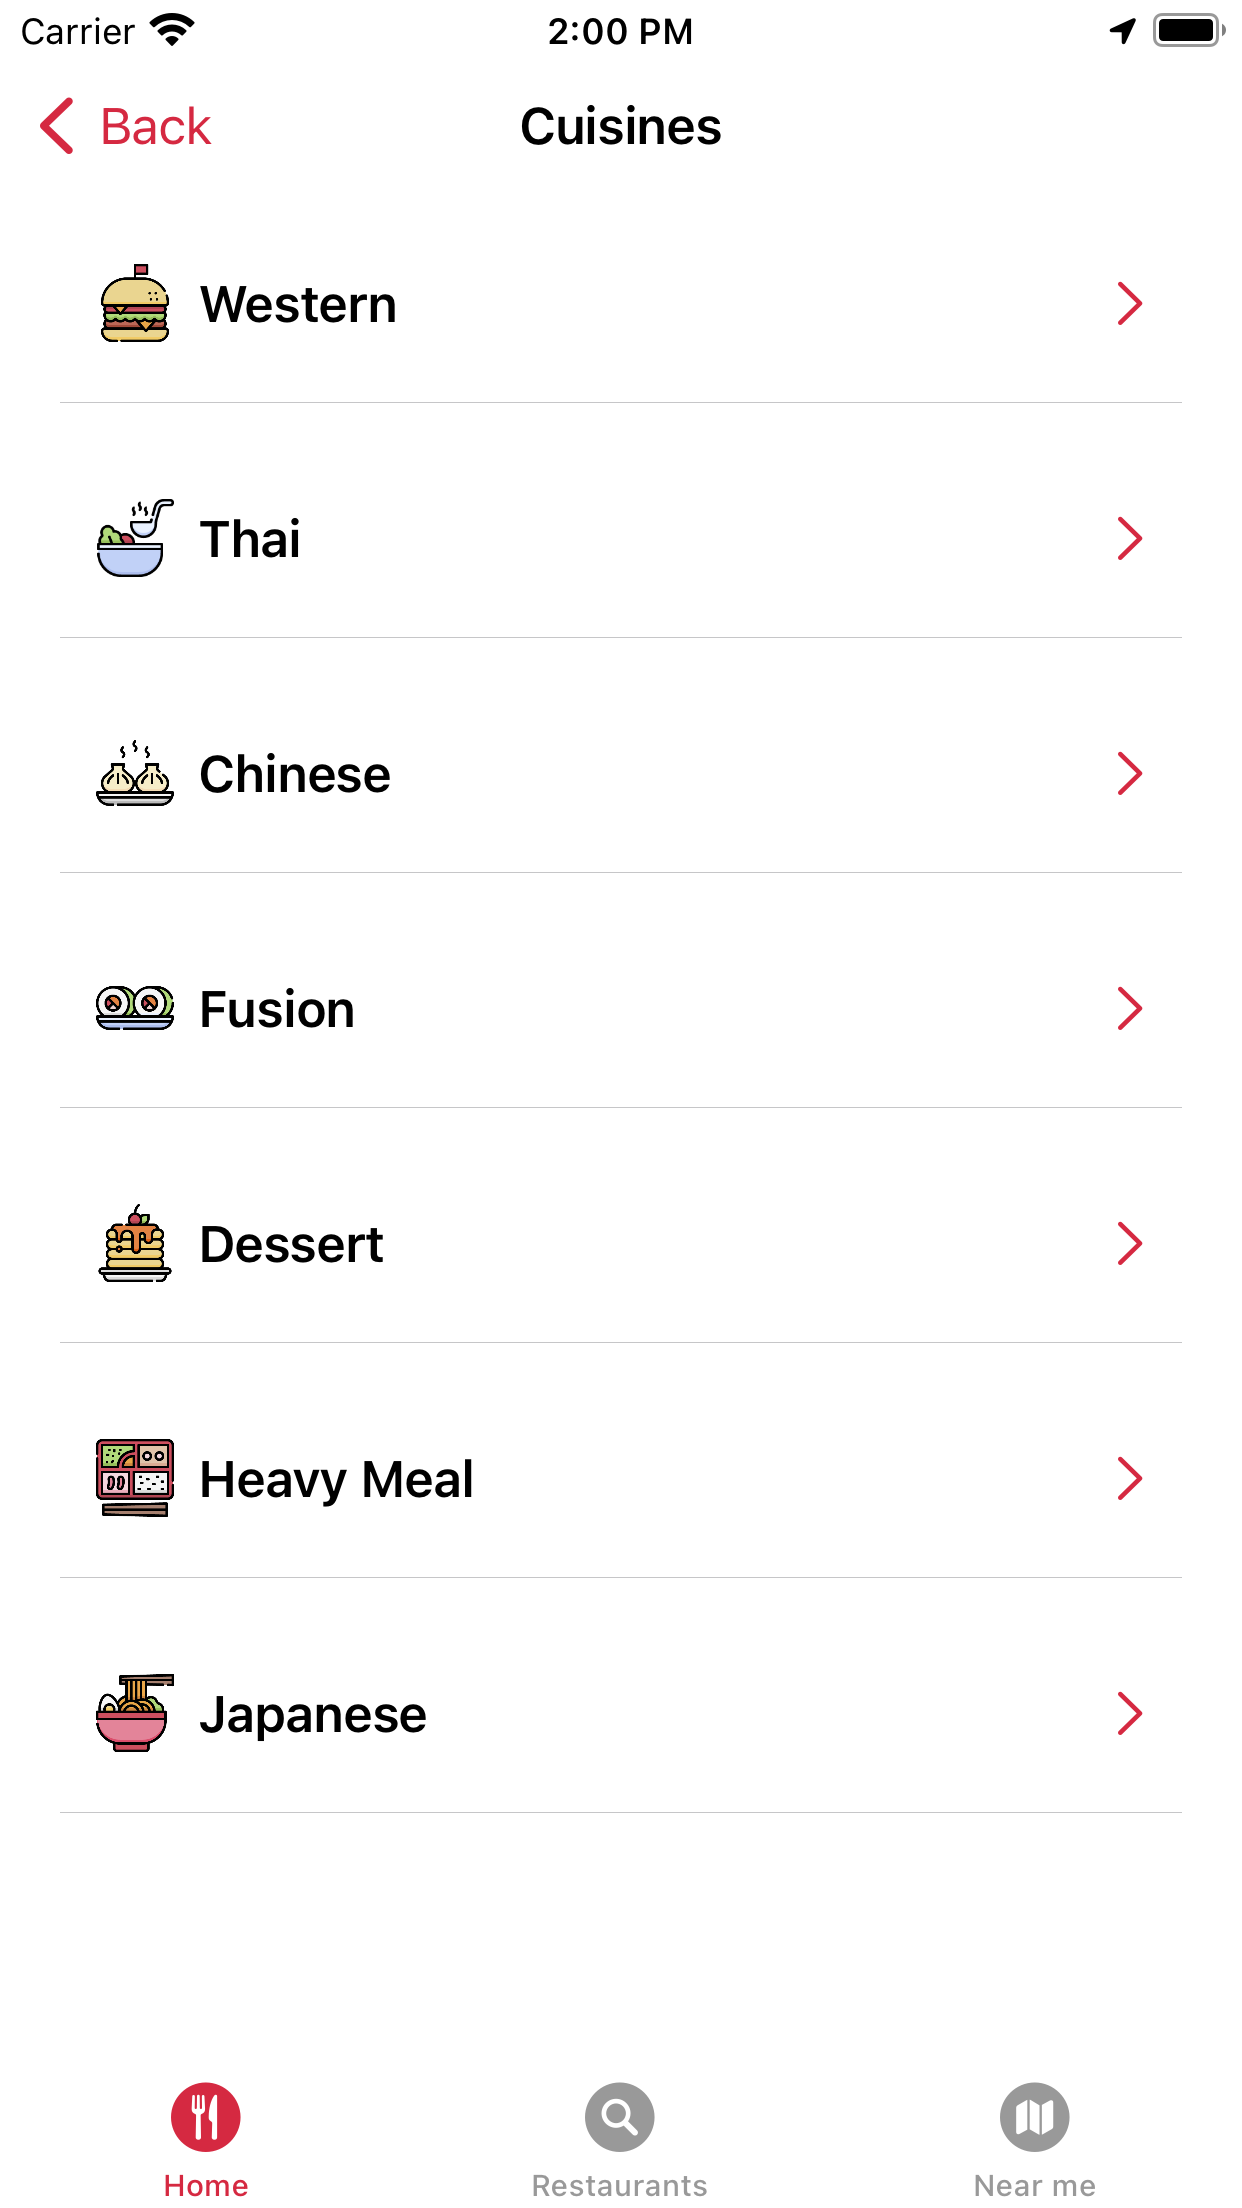 Carrier 2:00 PM
Back Cuisines
Western
Thai
Chinese
Fusion
Dessert
Heavy Meal
Japanese
Home Restaurants Near me